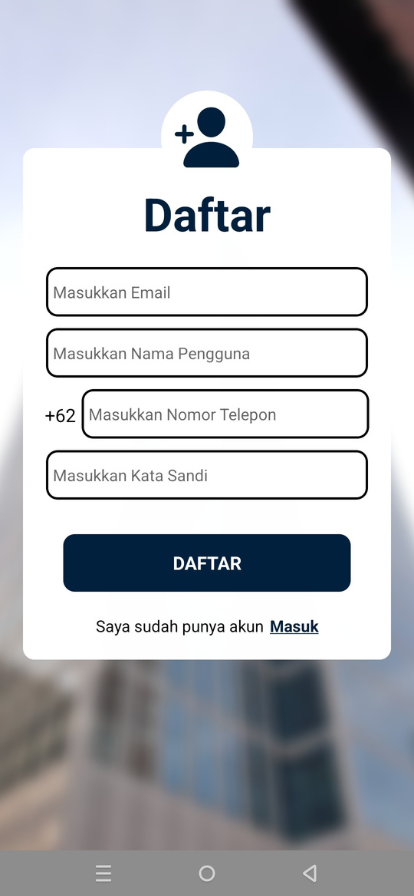 Daftar
Masukkan Email
Masukkan Nama Pengguna
+62 Masukkan Nomor Telepon
Masukkan Kata Sandi
DAFTAR
Saya sudah punya akun Masuk